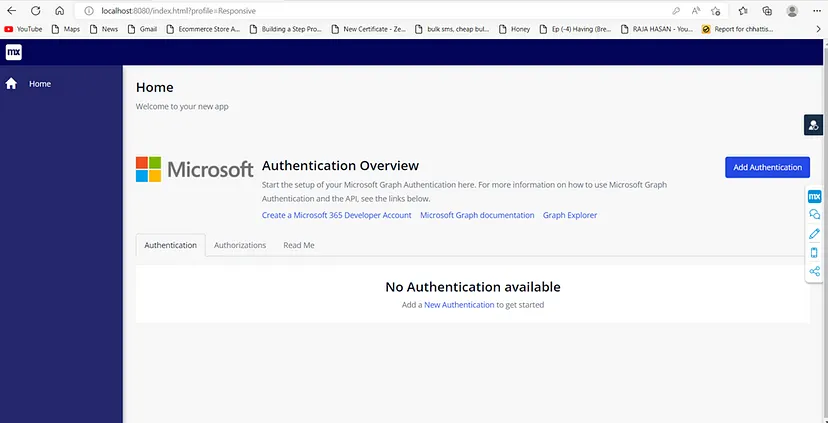 localhost:8080/index.html?profile=Responsive
YouTube Maps News Gmail Ecommerce Store A... Building a Step Pro... New Certificate - Ze... bulk sms, cheap bul... Honey Ep (-4) Having (Bre... RAJA HASAN - You... Report for chhattis...
mx
Home
Home
Welcome to your new app
Microsoft
Authentication Overview
Add Authentication
Start the setup of your Microsoft Graph Authentication here. For more information on how to use Microsoft Graph
Authentication and the API, see the links below.
Create a Microsoft 365 Developer Account Microsoft Graph documentation Graph Explorer
mx
Authentication Authorizations Read Me
No Authentication available
Add a New Authentication to get started